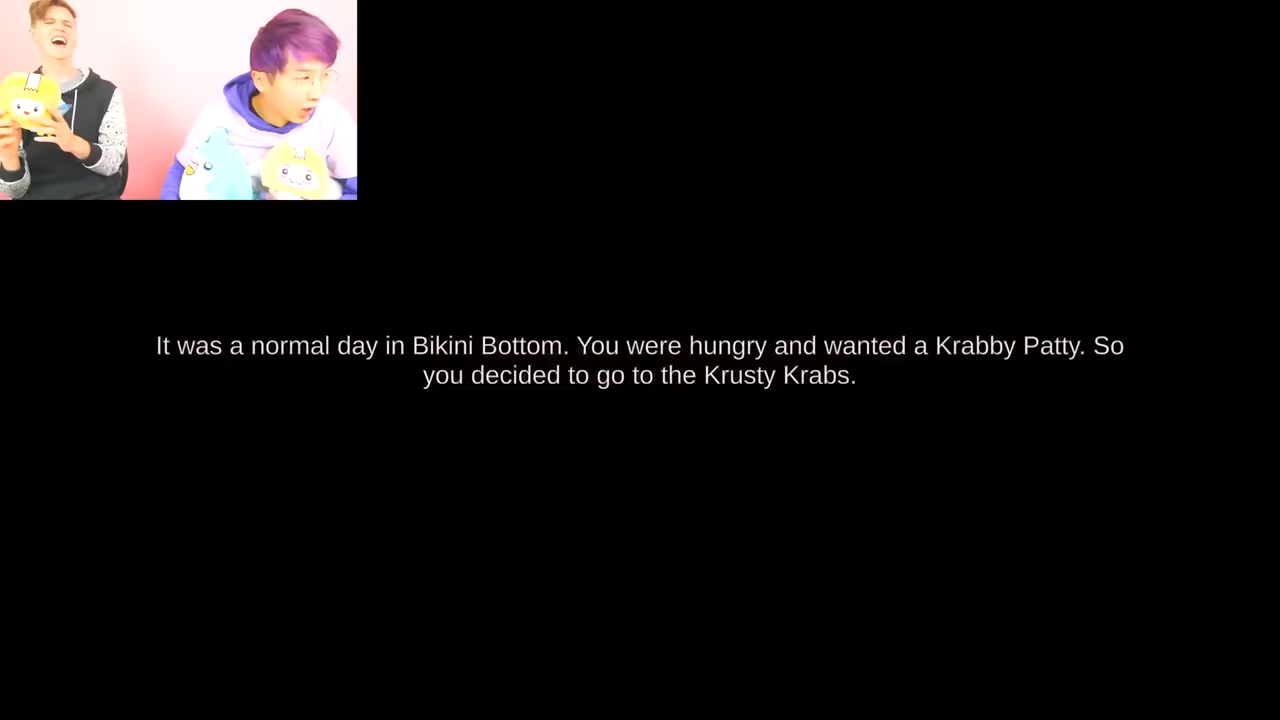 It was a normal day in Bikini Bottom. You were hungry and wanted a Krabby Patty. So
you decided to go to the Krusty Krabs.